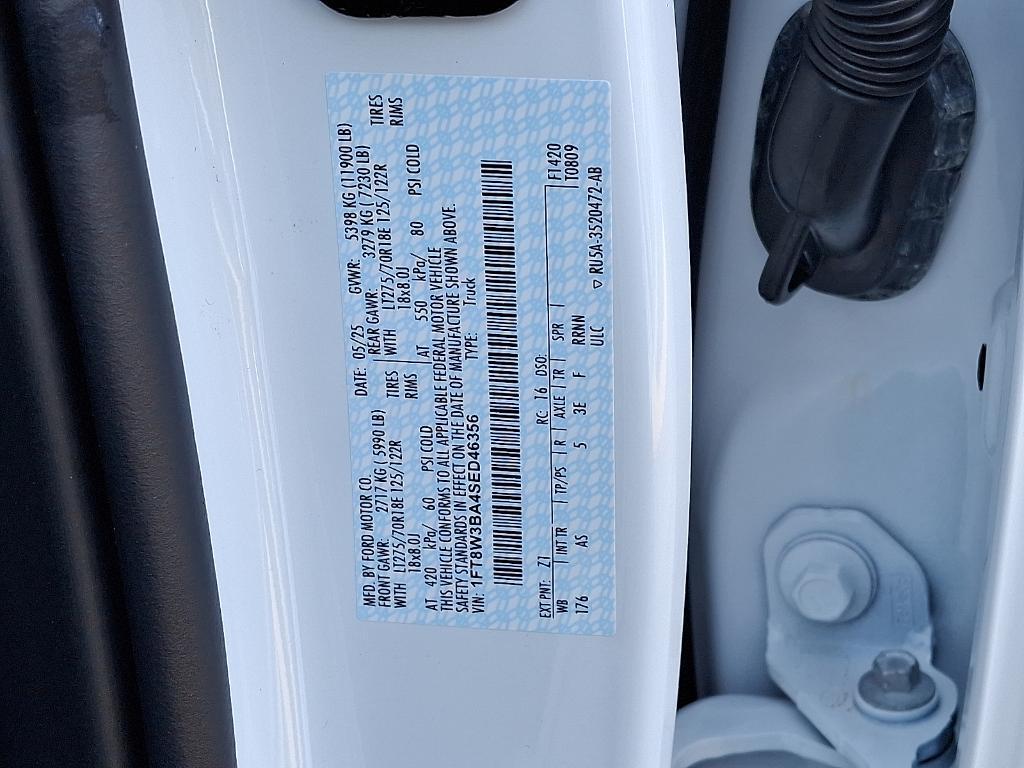 MFD. BY FORD MOTOR CO. DATE: 05/25 GVWR: 5398 KG (11900 LB)
FRONT GAWR: 2717 KG ( 5990 LB) REAR GAWR: 3279 KG ( 7230 LB)
WITH LT275/70R18E 125/122R TIRES WITH LT275/70R18E 125/122R TIRES
18x8.0J RIMS 18x8.0J RIMS
AT 420 kPa/ 60 PSI COLD AT 550 kPa/ 80 PSI COLD
THIS VEHICLE CONFORMS TO ALL APPLICABLE FEDERAL MOTOR VEHICLE
SAFETY STANDARDS IN EFFECT ON THE DATE OF MANUFACTURE SHOWN ABOVE.
VIN: 1FT8W3BA4SED46356 TYPE: Truck
EXT PNT: Z1 RC: 16 DSO: F1420
WB INT TR TP/PS R AXLE TR SPR T0809
176 AS 5 3E F RRNN
ULC RU5A-3520472-AB